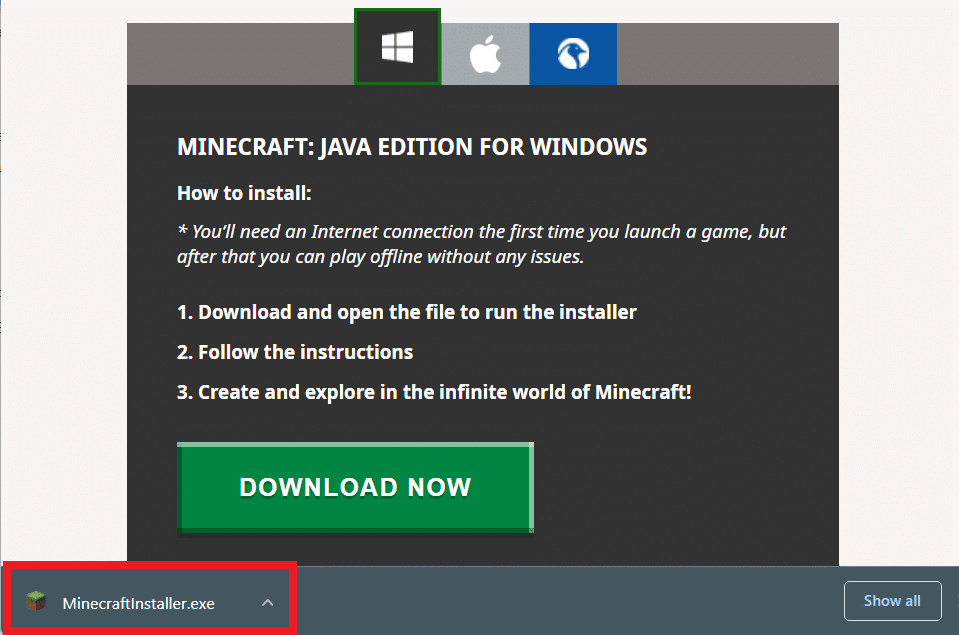 MINECRAFT: JAVA EDITION FOR WINDOWS
How to install:
* You’ll need an Internet connection the first time you launch a game, but
after that you can play offline without any issues.
1. Download and open the file to run the installer
2. Follow the instructions
3. Create and explore in the infinite world of Minecraft!
DOWNLOAD NOW
MinecraftInstaller.exe
Show all